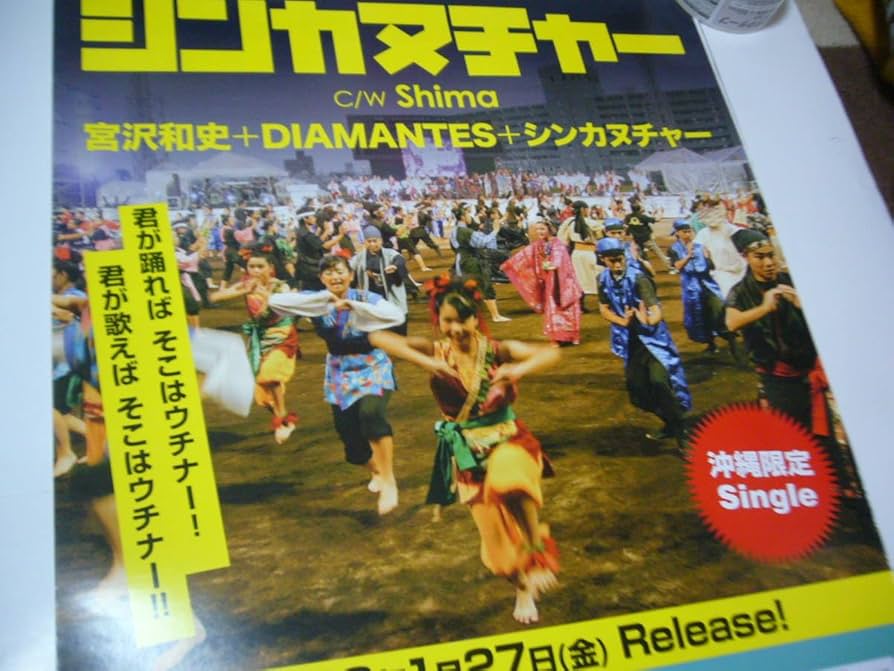 シンカヌチャー
C/W Shima
宮沢和史+DIAMANTES+シンカヌチャー
君が踊れば そこはウチナー!
君が歌えば そこはウチナー!!
沖縄限定
Single
1月27日(金) Release!